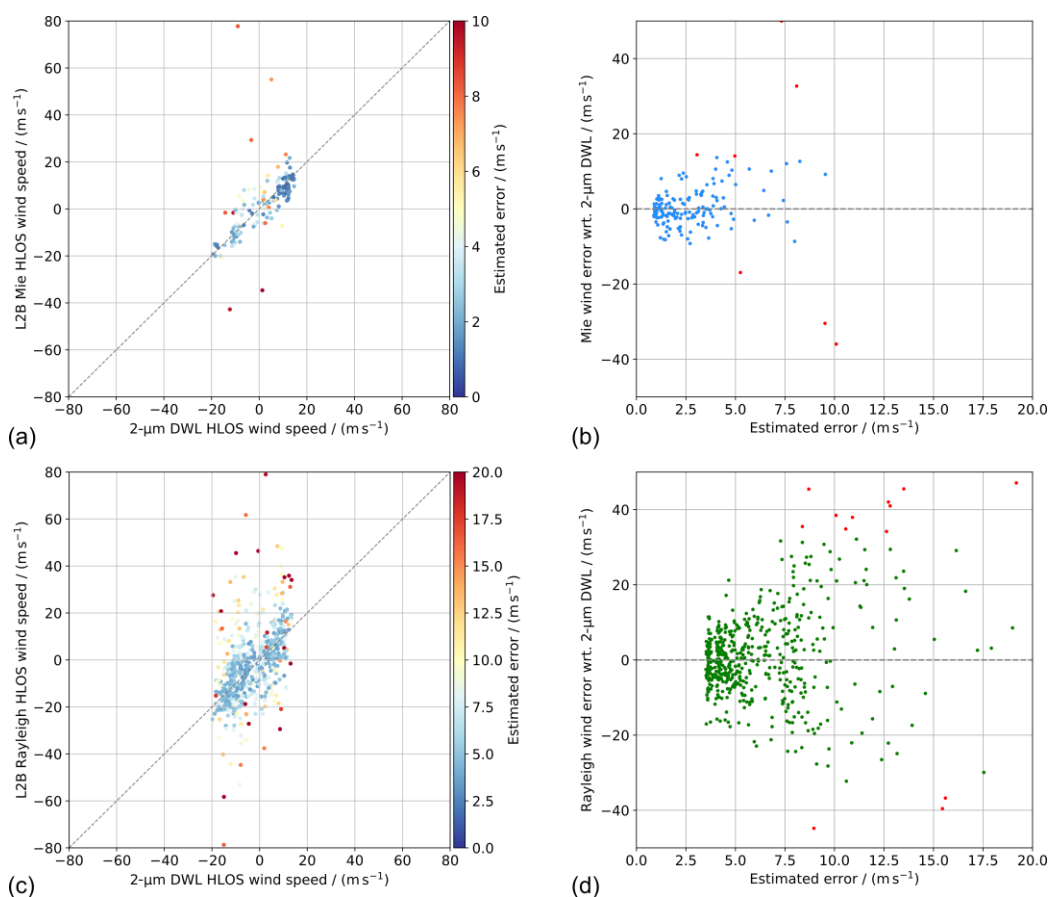 80
60
40
20
0
−20
−40
−60
−80
L2B Mie HLOS wind speed / (m s⁻¹)
−80 −60 −40 −20 0 20 40 60 80
2-μm DWL HLOS wind speed / (m s⁻¹)
10
8
6
4
2
0
Estimated error / (m s⁻¹)
(a)
40
20
0
−20
−40
Mie wind error wrt. 2-μm DWL / (m s⁻¹)
0.0 2.5 5.0 7.5 10.0 12.5 15.0 17.5 20.0
Estimated error / (m s⁻¹)
(b)
80
60
40
20
0
−20
−40
−60
−80
L2B Rayleigh HLOS wind speed / (m s⁻¹)
−80 −60 −40 −20 0 20 40 60 80
2-μm DWL HLOS wind speed / (m s⁻¹)
20.0
17.5
15.0
12.5
10.0
7.5
5.0
2.5
0.0
Estimated error / (m s⁻¹)
(c)
40
20
0
−20
−40
Rayleigh wind error wrt. 2-μm DWL / (m s⁻¹)
0.0 2.5 5.0 7.5 10.0 12.5 15.0 17.5 20.0
Estimated error / (m s⁻¹)
(d)